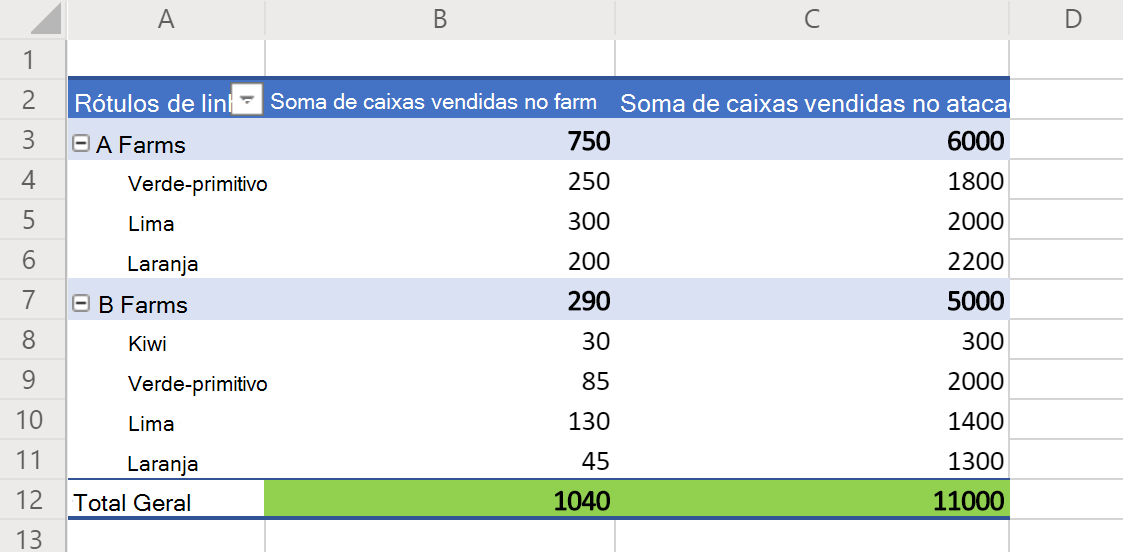 A B C D
1
2 Rótulos de linh Soma de caixas vendidas no farm Soma de caixas vendidas no ataca
3 A Farms 750 6000
4 Verde-primitivo 250 1800
5 Lima 300 2000
6 Laranja 200 2200
7 B Farms 290 5000
8 Kiwi 30 300
9 Verde-primitivo 85 2000
10 Lima 130 1400
11 Laranja 45 1300
12 Total Geral 1040 11000
13